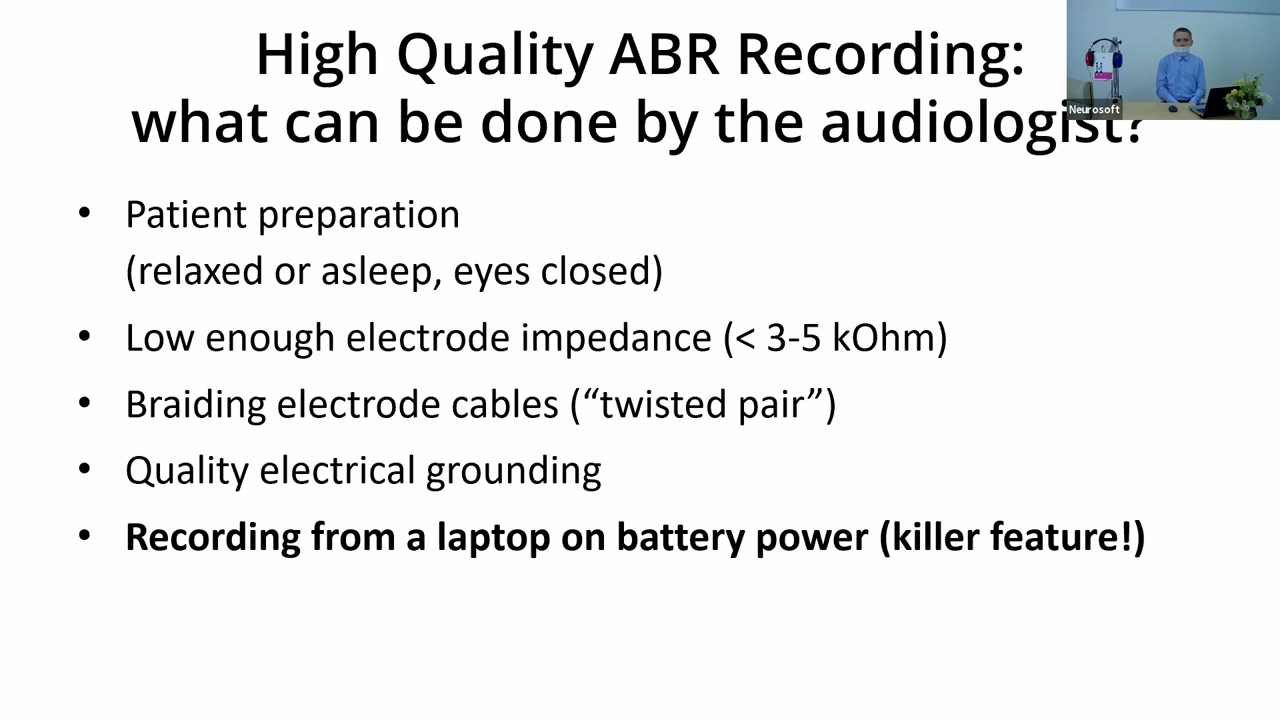 High Quality ABR Recording:
what can be done by the audiologist?
Neurosoft
• Patient preparation
(relaxed or asleep, eyes closed)
• Low enough electrode impedance (< 3-5 kOhm)
• Braiding electrode cables (“twisted pair”)
• Quality electrical grounding
• Recording from a laptop on battery power (killer feature!)